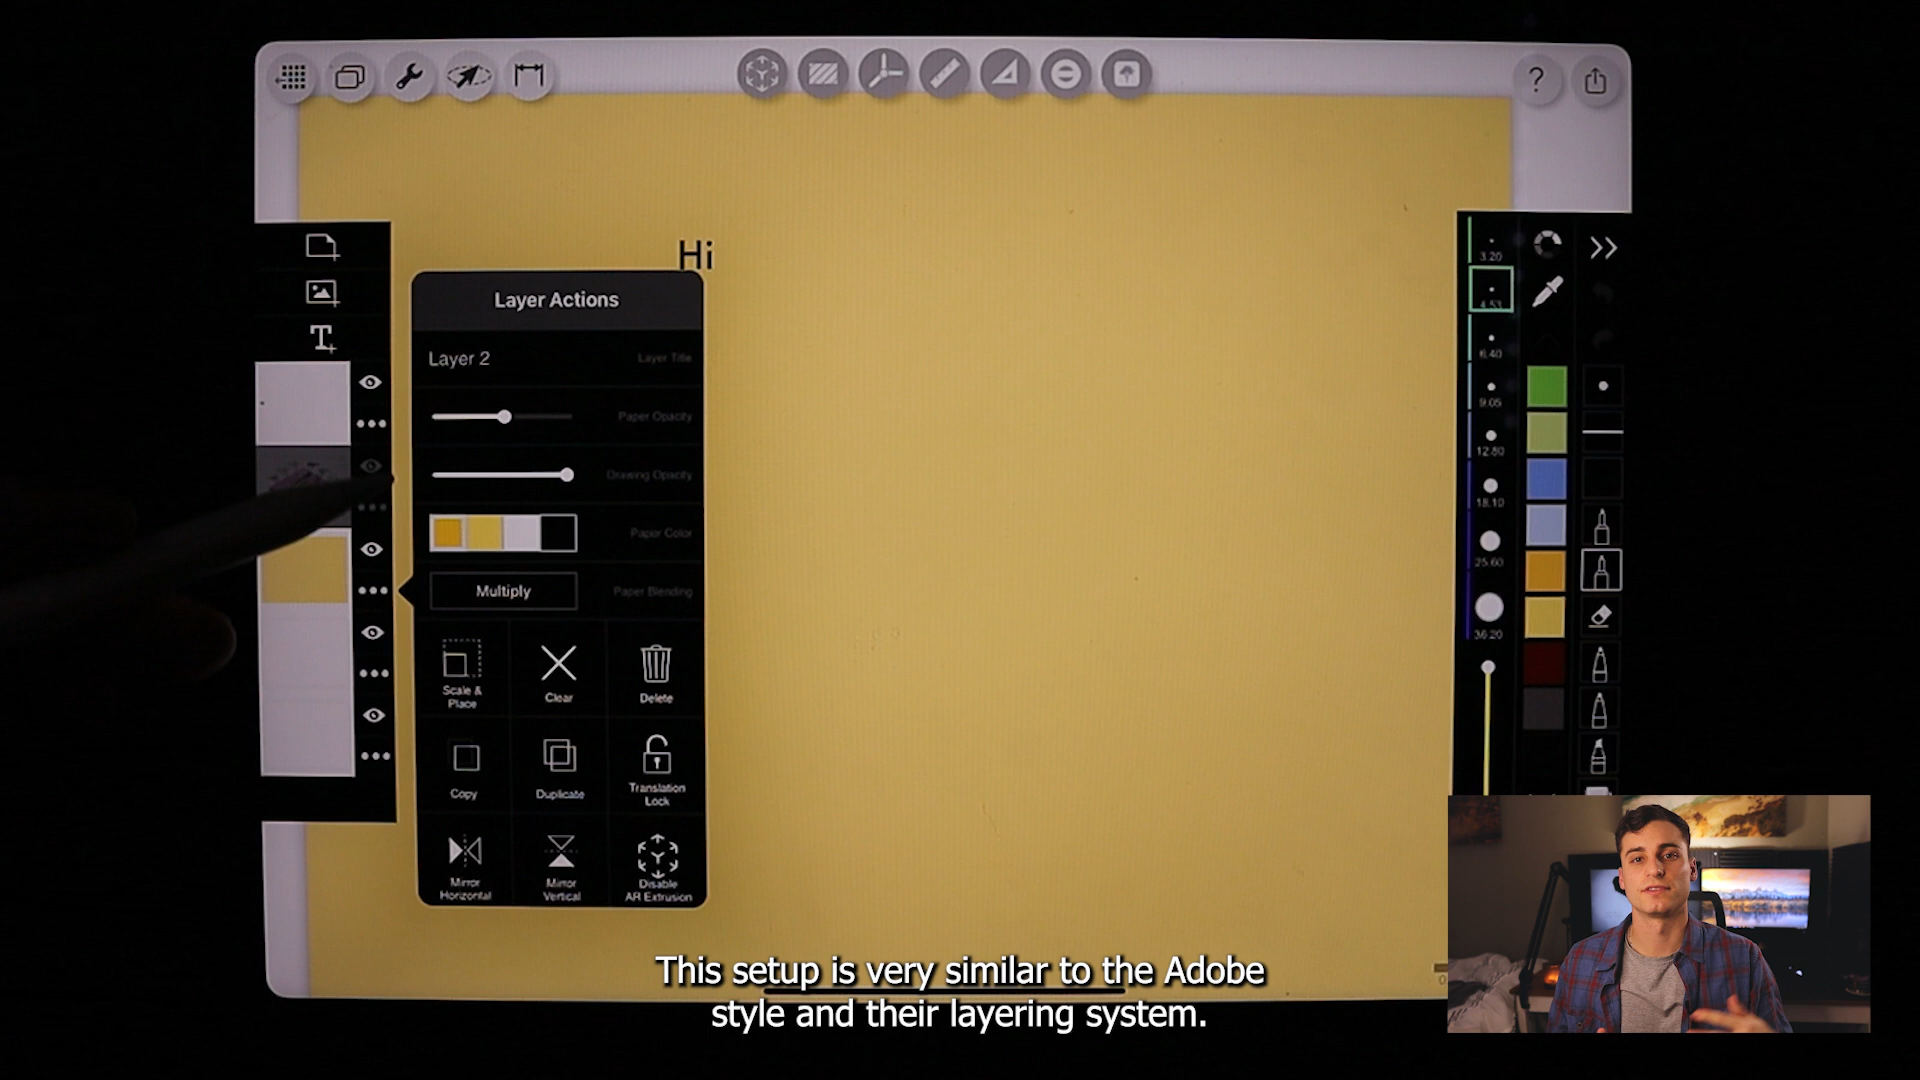 ?
Hi
Layer Actions
Layer 2
Layer Title
Paper Opacity
Drawing Opacity
Paper Color
Multiply
Paper Blending
Scale &
Place
Clear
Delete
Copy
Duplicate
Translation
Lock
Mirror
Horizontal
Mirror
Vertical
Disable
AR Extrusion
3.20
4.53
6.40
9.05
12.80
18.10
25.60
36.20
This setup is very similar to the Adobe
style and their layering system.